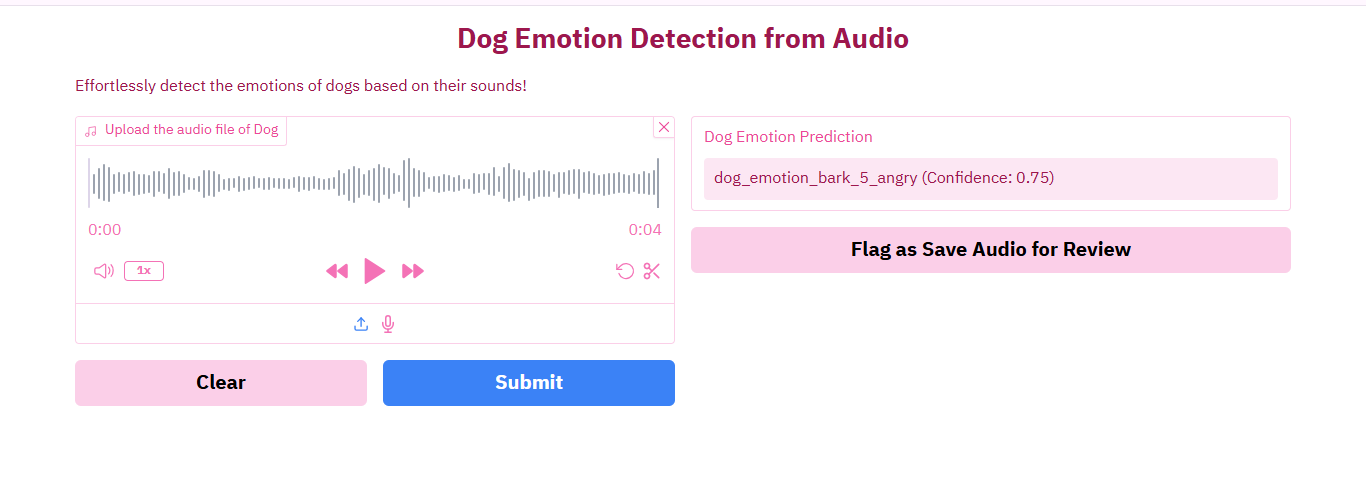 Dog Emotion Detection from Audio
Effortlessly detect the emotions of dogs based on their sounds!
Upload the audio file of Dog
0:00
0:04
1x
Clear
Submit
Dog Emotion Prediction
dog_emotion_bark_5_angry (Confidence: 0.75)
Flag as Save Audio for Review